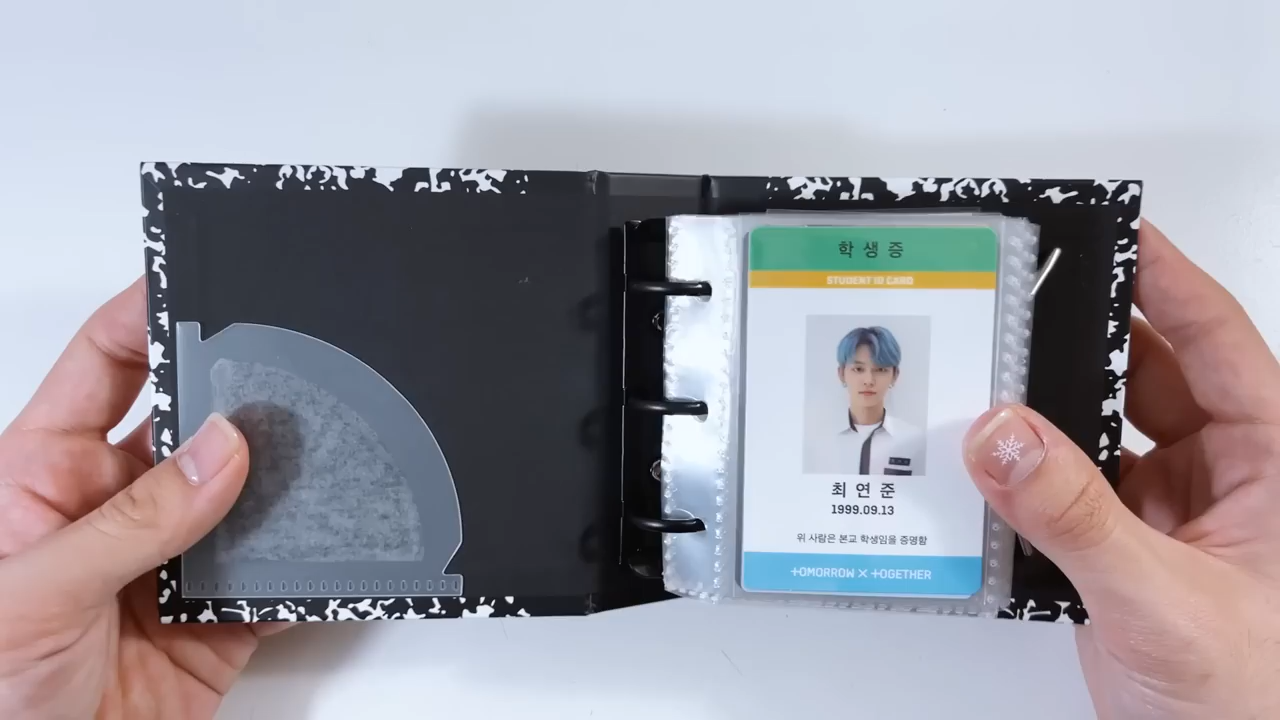 학생증
STUDENT ID CARD
최연준
1999.09.13
위 사람은 본교 학생임을 증명함
TOMORROW X TOGETHER